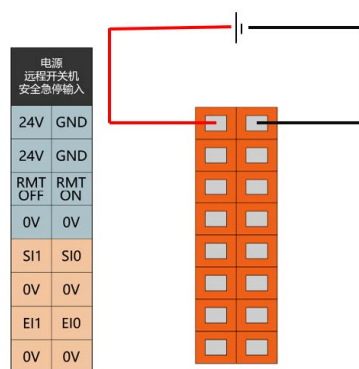 电源
远程开关机
安全急停输入
24V GND
24V GND
RMT OFF RMT ON
0V 0V
SI1 SI0
0V 0V
EI1 EI0
0V 0V